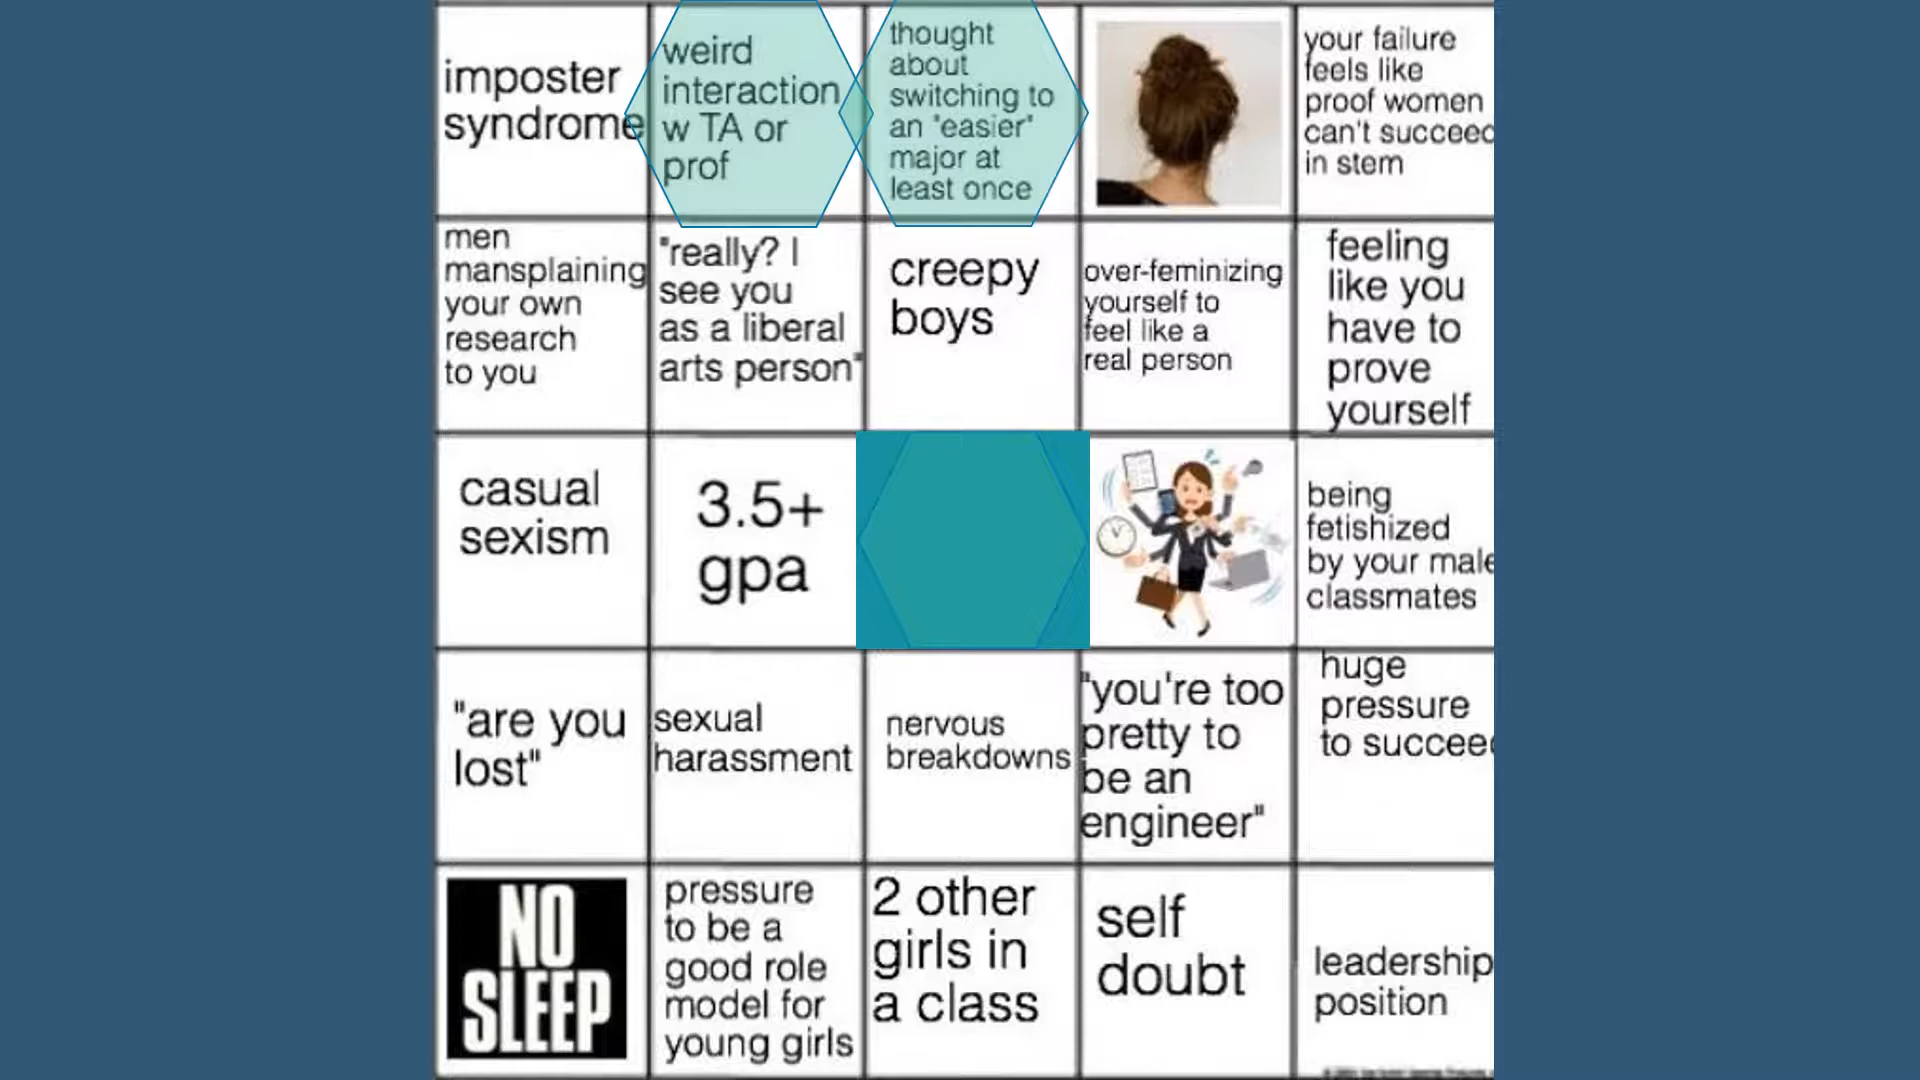 imposter
syndrome
weird
interaction
w TA or
prof
thought
about
switching to
an "easier"
major at
least once
your failure
feels like
proof women
can't succeed
in stem
men
mansplaining
your own
research
to you
"really? I
see you
as a liberal
arts person"
creepy
boys
over-feminizing
yourself to
feel like a
real person
feeling
like you
have to
prove
yourself
casual
sexism
3.5+
gpa
being
fetishized
by your male
classmates
"are you
lost"
sexual
harassment
nervous
breakdowns
"you're too
pretty to
be an
engineer"
huge
pressure
to succeed
NO
SLEEP
pressure
to be a
good role
model for
young girls
2 other
girls in
a class
self
doubt
leadership
position